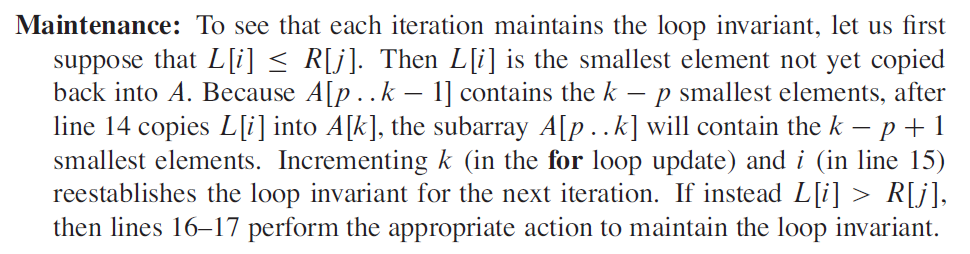 Maintenance: To see that each iteration maintains the loop invariant, let us first
suppose that L[i] ≤ R[j]. Then L[i] is the smallest element not yet copied
back into A. Because A[p..k − 1] contains the k − p smallest elements, after
line 14 copies L[i] into A[k], the subarray A[p..k] will contain the k − p + 1
smallest elements. Incrementing k (in the for loop update) and i (in line 15)
reestablishes the loop invariant for the next iteration. If instead L[i] > R[j],
then lines 16–17 perform the appropriate action to maintain the loop invariant.